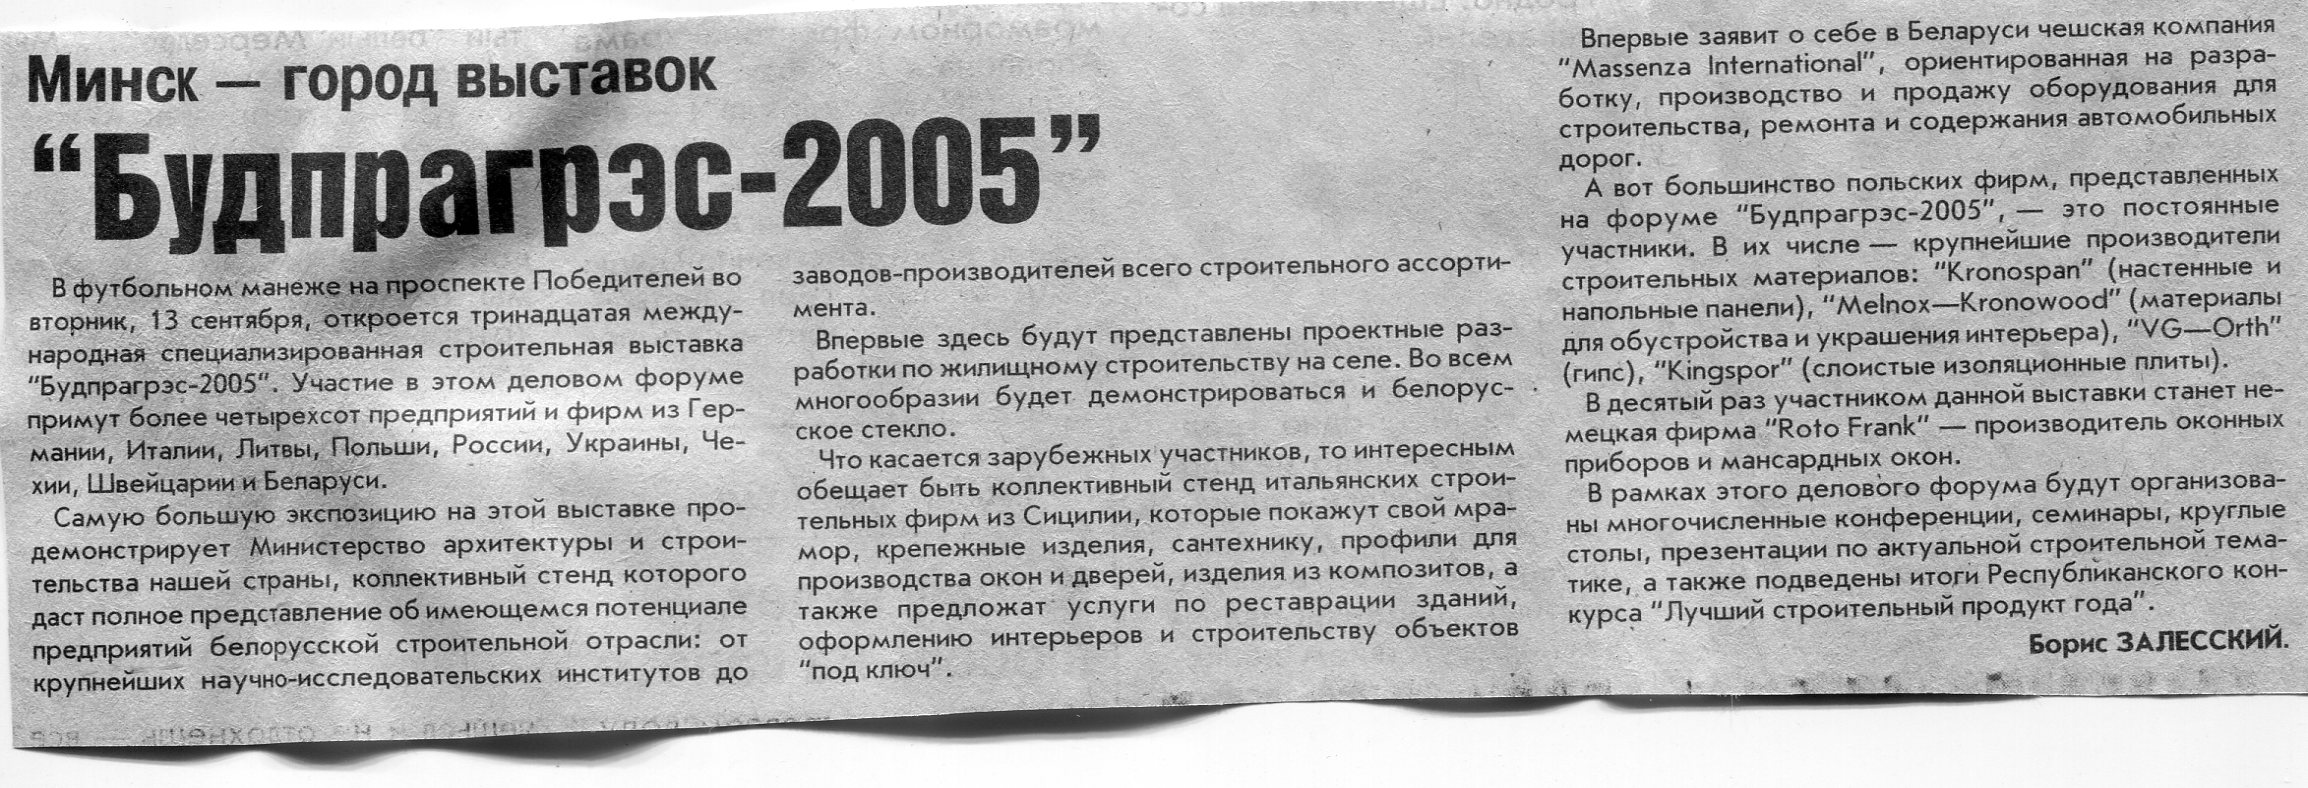 Минск — город выставок
“Будпрагрэс-2005”
В футбольном манеже на проспекте Победителей во
вторник, 13 сентября, откроется тринадцатая между-
народная специализированная строительная выставка
“Будпрагрэс-2005”. Участие в этом деловом форуме
примут более четырехсот предприятий и фирм из Гер-
мании, Италии, Литвы, Польши, России, Украины, Че-
хии, Швейцарии и Беларуси.
Самую большую экспозицию на этой выставке про-
демонстрирует Министерство архитектуры и строи-
тельства нашей страны, коллективный стенд которого
даст полное представление об имеющемся потенциале
предприятий белорусской строительной отрасли: от
крупнейших научно-исследовательских институтов до
заводов-производителей всего строительного ассорти-
мента.
Впервые здесь будут представлены проектные раз-
работки по жилищному строительству на селе. Во всем
многообразии будет демонстрироваться и белорус-
ское стекло.
Что касается зарубежных участников, то интересным
обещает быть коллективный стенд итальянских строи-
тельных фирм из Сицилии, которые покажут свой мра-
мор, крепежные изделия, сантехнику, профили для
производства окон и дверей, изделия из композитов, а
также предложат услуги по реставрации зданий,
оформлению интерьеров и строительству объектов
“под ключ”.
Впервые заявит о себе в Беларуси чешская компания
“Massenza International”, ориентированная на разра-
ботку, производство и продажу оборудования для
строительства, ремонта и содержания автомобильных
дорог.
А вот большинство польских фирм, представленных
на форуме “Будпрагрэс-2005”, — это постоянные
участники. В их числе — крупнейшие производители
строительных материалов: “Kronospan” (настенные и
напольные панели), “Melnox—Kronowood” (материалы
для обустройства и украшения интерьера), “VG—Orth”
(гипс), “Kingspor” (слоистые изоляционные плиты).
В десятый раз участником данной выставки станет не-
мецкая фирма “Roto Frank” — производитель оконных
приборов и мансардных окон.
В рамках этого делового форума будут организова-
ны многочисленные конференции, семинары, круглые
столы, презентации по актуальной строительной тема-
тике, а также подведены итоги Республиканского кон-
курса “Лучший строительный продукт года”.
Борис ЗАЛЕССКИЙ.